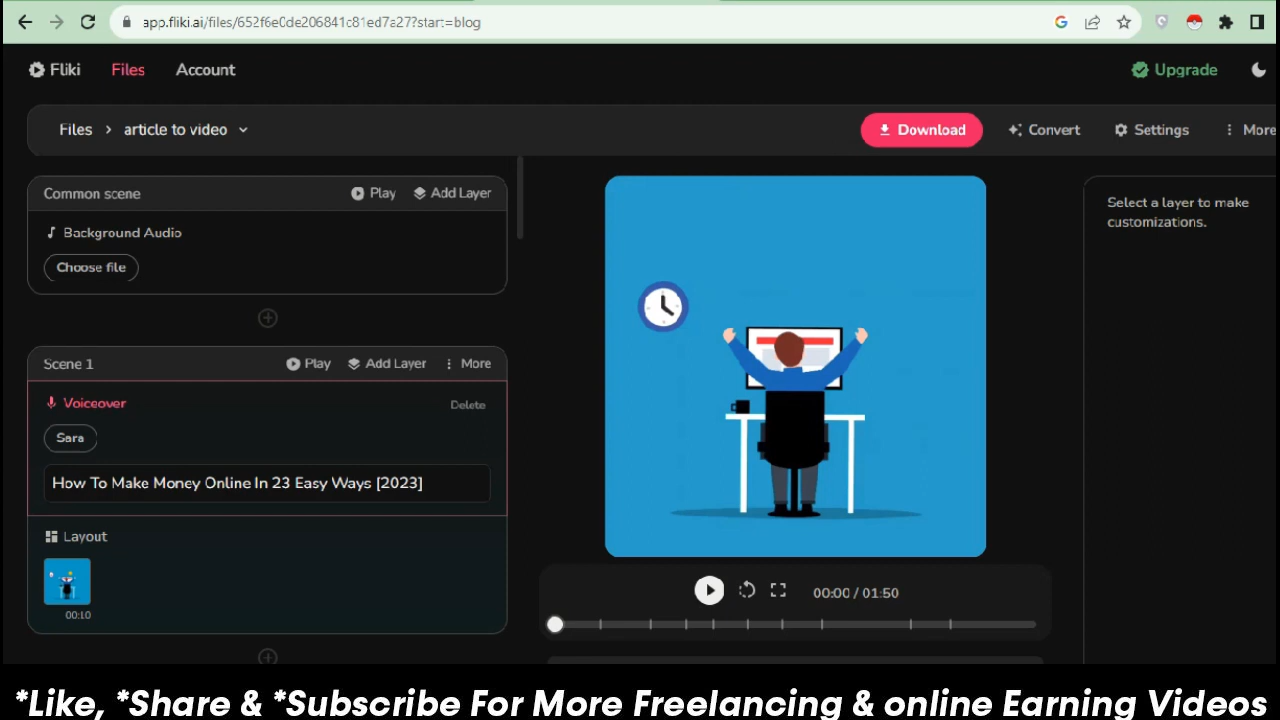 app.fliki.ai/files/652f6e0de206841c81ed7a27?start=blog
Fliki Files Account Upgrade
Files > article to video Download Convert Settings More
Common scene Play Add Layer
Background Audio
Choose file
Select a layer to make
customizations.
Scene 1 Play Add Layer More
Voiceover Delete
Sara
How To Make Money Online In 23 Easy Ways [2023]
Layout
00:10
00:00 / 01:50
*Like, *Share & *Subscribe For More Freelancing & online Earning Videos